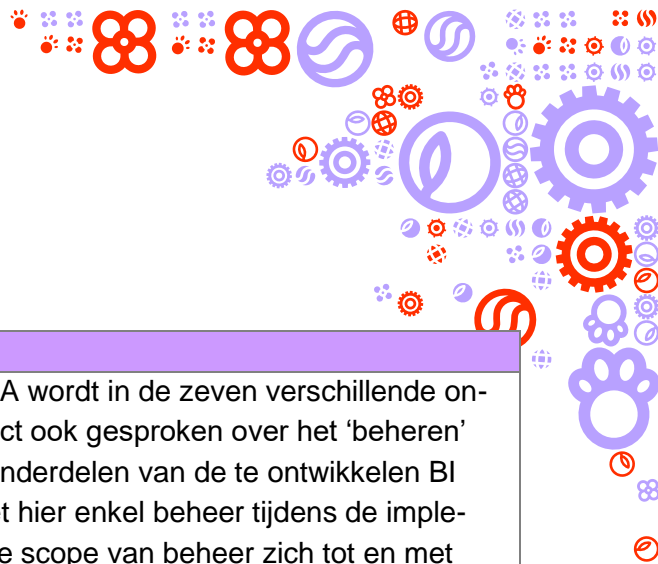 A wordt in de zeven verschillende on-
ct ook gesproken over het ‘beheren’
nderdelen van de te ontwikkelen BI
t hier enkel beheer tijdens de imple-
e scope van beheer zich tot en met